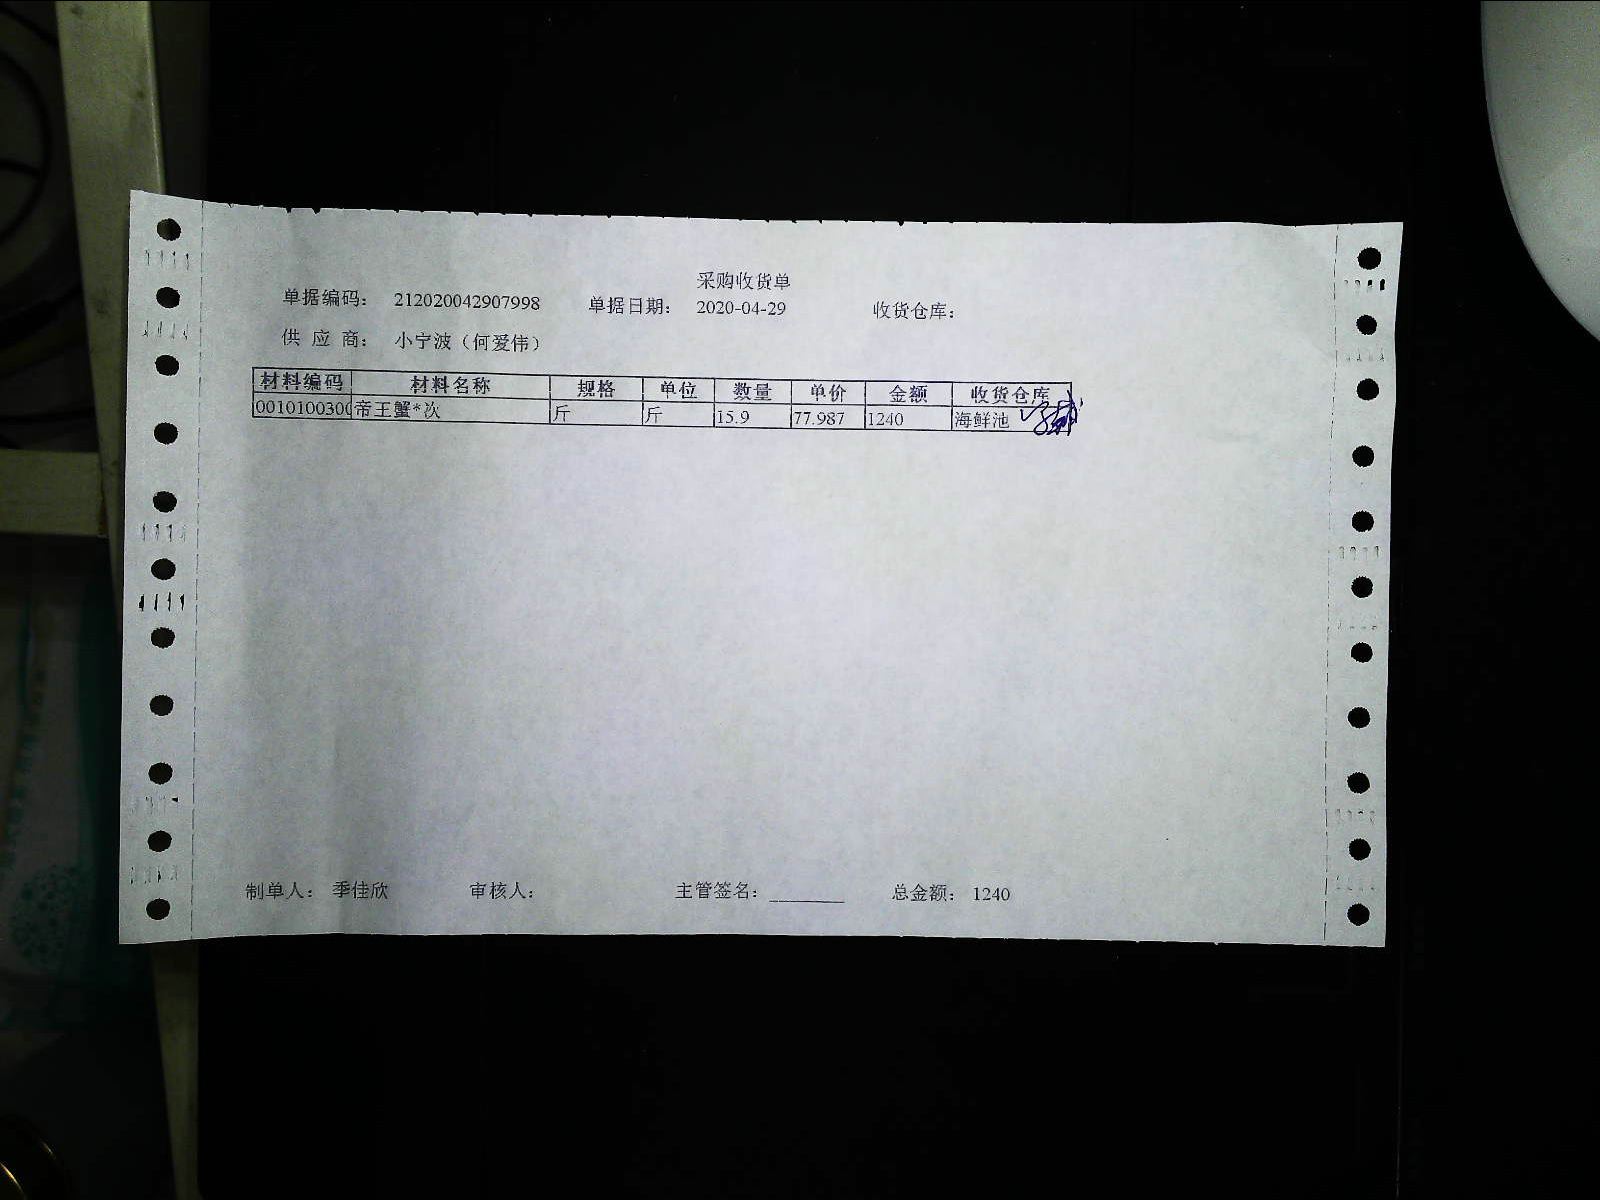 采购收货单
单据编码： 212020042907998 单据日期： 2020-04-29 收货仓库：
供 应 商： 小宁波（何爱伟）
材料编码 材料名称 规格 单位 数量 单价 金额 收货仓库
0010100300 帝王蟹*次 斤 斤 15.9 77.987 1240 海鲜池
制单人： 季佳欣 审核人： 主管签名： ________ 总金额： 1240